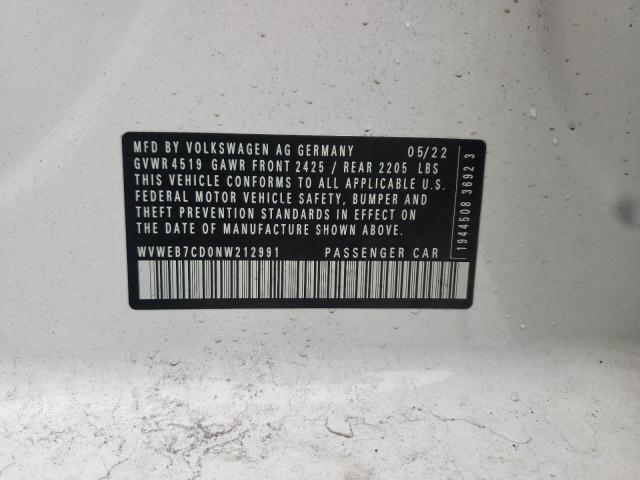 MFD BY VOLKSWAGEN AG GERMANY 05/22
GVWR 4519 GAWR FRONT 2425 / REAR 2205 LBS
THIS VEHICLE CONFORMS TO ALL APPLICABLE U.S.
FEDERAL MOTOR VEHICLE SAFETY, BUMPER AND
THEFT PREVENTION STANDARDS IN EFFECT ON
THE DATE OF MANUFACTURE SHOWN ABOVE.
WVWEB7CD0NW212991 PASSENGER CAR
1944508 3692 3